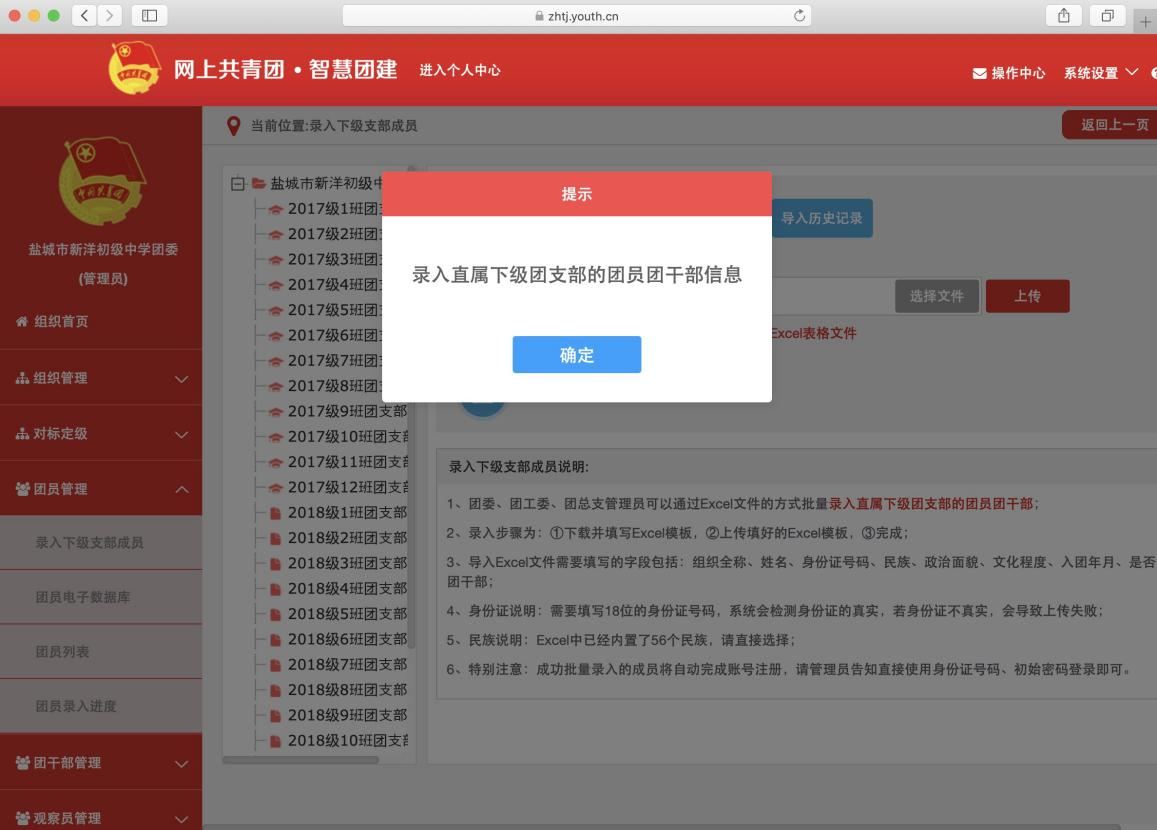 zhtj.youth.cn
网上共青团·智慧团建
进入个人中心
操作中心
系统设置
当前位置:录入下级支部成员
返回上一页
盐城市新洋初级中学团委
(管理员)
组织首页
组织管理
对标定级
团员管理
录入下级支部成员
团员电子数据库
团员列表
团员录入进度
团干部管理
观察员管理
盐城市新洋初级中
2017级1班团
2017级2班团
2017级3班团
2017级4班团
2017级5班团
2017级6班团
2017级7班团
2017级8班团
2017级9班团支部
2017级10班团支部
2017级11班团支部
2017级12班团支部
2018级1班团支部
2018级2班团支部
2018级3班团支部
2018级4班团支部
2018级5班团支部
2018级6班团支部
2018级7班团支部
2018级8班团支部
2018级9班团支部
2018级10班团支部
提示
录入直属下级团支部的团员团干部信息
确定
导入历史记录
选择文件
上传
Excel表格文件
录入下级支部成员说明:
1、团委、团工委、团总支管理员可以通过Excel文件的方式批量录入直属下级团支部的团员团干部；
2、录入步骤为：①下载并填写Excel模板，②上传填好的Excel模板，③完成；
3、导入Excel文件需要填写的字段包括：组织全称、姓名、身份证号码、民族、政治面貌、文化程度、入团年月、是否
团干部；
4、身份证说明：需要填写18位的身份证号码，系统会检测身份证的真实，若身份证不真实，会导致上传失败；
5、民族说明：Excel中已经内置了56个民族，请直接选择；
6、特别注意：成功批量录入的成员将自动完成账号注册，请管理员告知直接使用身份证号码、初始密码登录即可。